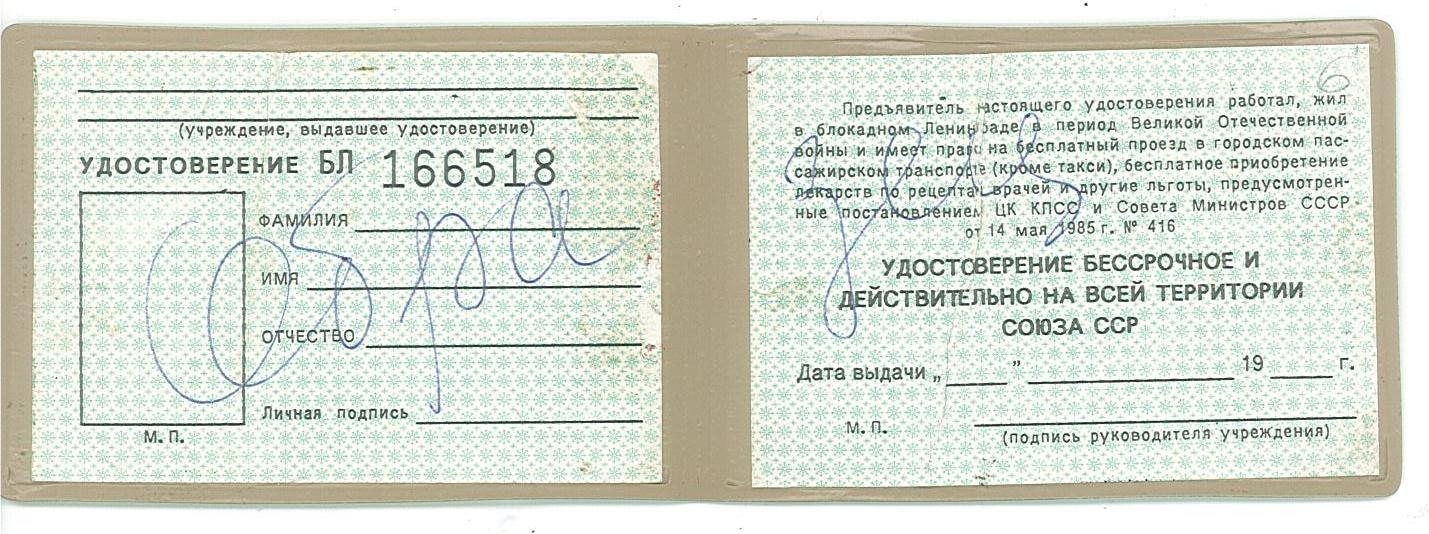 (учреждение, выдавшее удостоверение)
УДОСТОВЕРЕНИЕ БЛ 166518
ФАМИЛИЯ
ИМЯ
ОТЧЕСТВО
Личная подпись
М. П.
Образец
6
Предъявитель настоящего удостоверения работал, жил
в блокадном Ленинграде в период Великой Отечественной
войны и имеет право на бесплатный проезд в городском пас-
сажирском транспорте (кроме такси), бесплатное приобретение
лекарств по рецептам врачей и другие льготы, предусмотрен-
ные постановлением ЦК КПСС и Совета Министров СССР
от 14 мая 1985 г. № 416
УДОСТОВЕРЕНИЕ БЕССРОЧНОЕ И
ДЕЙСТВИТЕЛЬНО НА ВСЕЙ ТЕРРИТОРИИ
СОЮЗА ССР
Дата выдачи „ ” 19 г.
М. П.
(подпись руководителя учреждения)